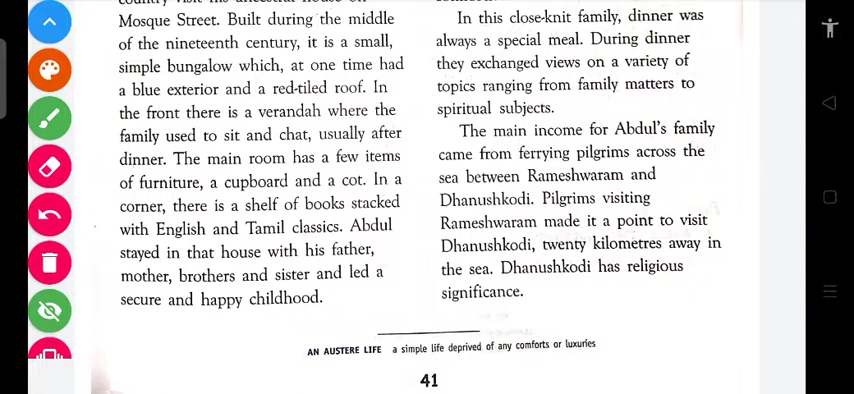 Mosque Street. Built during the middle
of the nineteenth century, it is a small,
simple bungalow which, at one time had
a blue exterior and a red-tiled roof. In
the front there is a verandah where the
family used to sit and chat, usually after
dinner. The main room has a few items
of furniture, a cupboard and a cot. In a
corner, there is a shelf of books stacked
with English and Tamil classics. Abdul
stayed in that house with his father,
mother, brothers and sister and led a
secure and happy childhood.
In this close-knit family, dinner was
always a special meal. During dinner
they exchanged views on a variety of
topics ranging from family matters to
spiritual subjects.
The main income for Abdul's family
came from ferrying pilgrims across the
sea between Rameshwaram and
Dhanushkodi. Pilgrims visiting
Rameshwaram made it a point to visit
Dhanushkodi, twenty kilometres away in
the sea. Dhanushkodi has religious
significance.
AN AUSTERE LIFE a simple life deprived of any comforts or luxuries
41